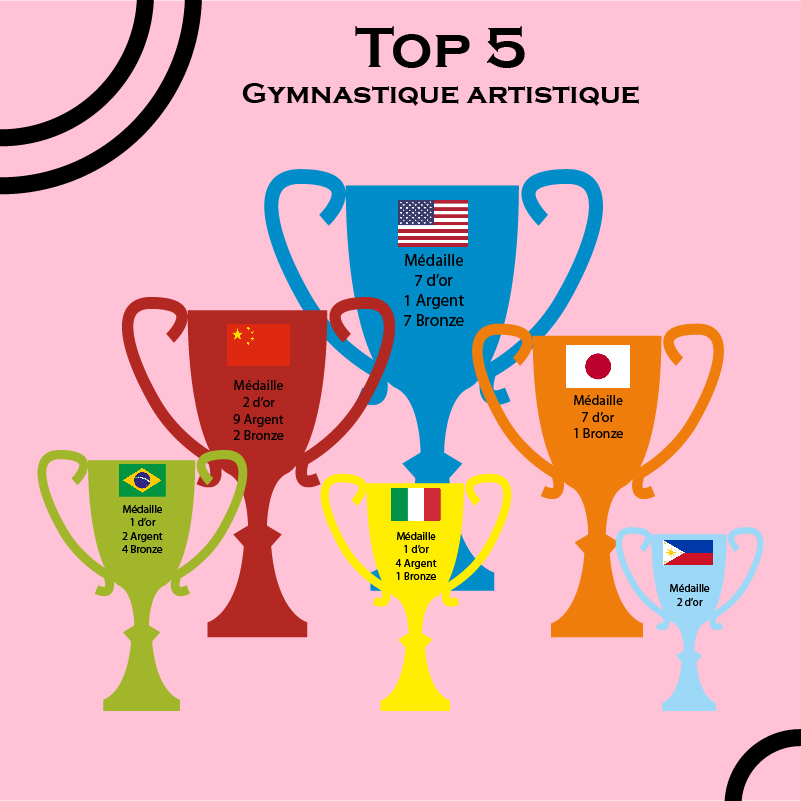 Top 5
Gymnastique artistique
Médaille
7 d'or
1 Argent
7 Bronze
Médaille
2 d'or
9 Argent
2 Bronze
Médaille
7 d'or
1 Bronze
Médaille
1 d'or
2 Argent
4 Bronze
Médaille
1 d'or
4 Argent
1 Bronze
Médaille
2 d'or